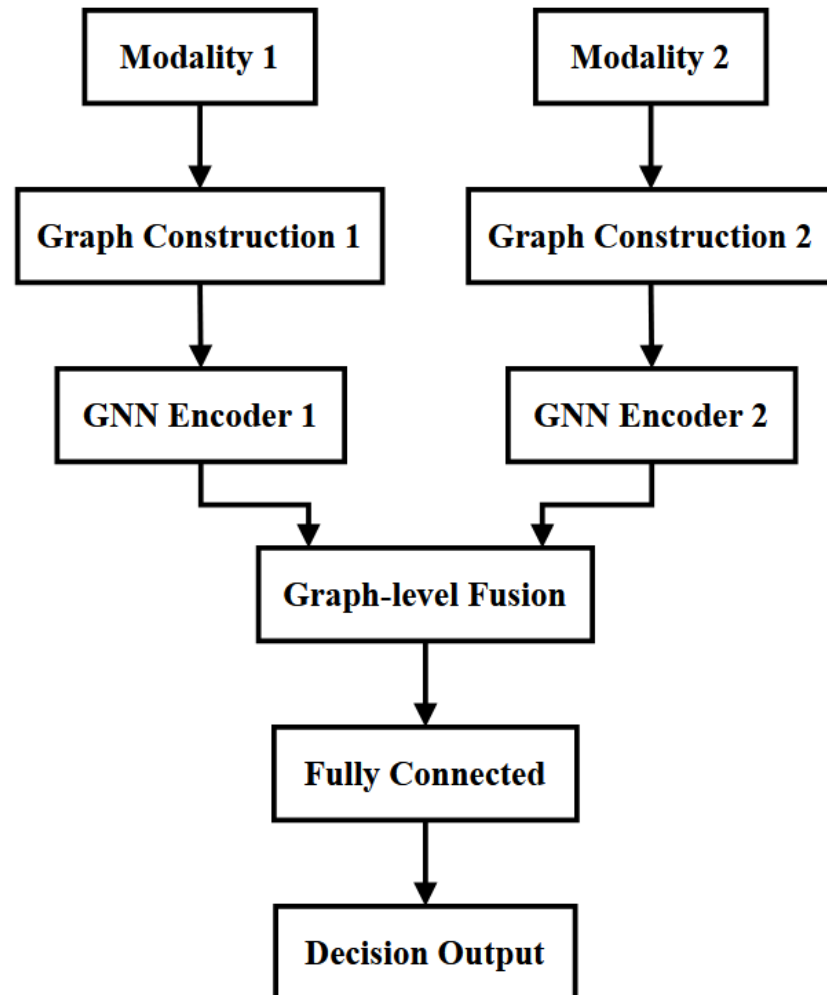 Modality 1
Modality 2
Graph Construction 1
Graph Construction 2
GNN Encoder 1
GNN Encoder 2
Graph-level Fusion
Fully Connected
Decision Output